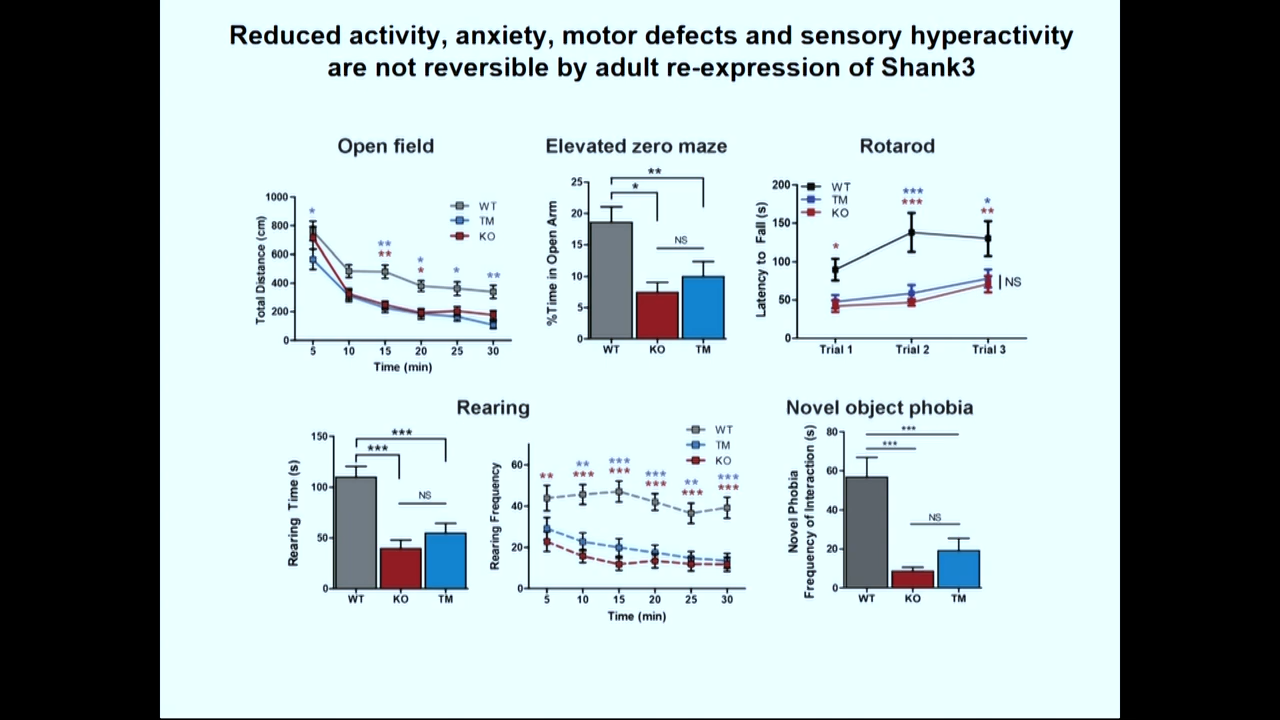 Reduced activity, anxiety, motor defects and sensory hyperactivity
are not reversible by adult re-expression of Shank3
Open field
Total Distance (cm)
1000
800
600
400
200
0
*
**
**
*
*
*
**
WT
TM
KO
5 10 15 20 25 30
Time (min)
Elevated zero maze
%Time in Open Arm
25
20
15
10
5
0
**
*
NS
WT KO TM
Rotarod
Latency to Fall (s)
200
150
100
50
0
WT
TM
KO
*
***
***
*
**
NS
Trial 1 Trial 2 Trial 3
Rearing
Rearing Time (s)
150
100
50
0
***
***
NS
WT KO TM
Rearing Frequency
60
40
20
0
**
**
***
***
***
***
***
**
***
***
***
WT
TM
KO
5 10 15 20 25 30
Time (min)
Novel object phobia
Novel Phobia
Frequency of Interaction (s)
80
60
40
20
0
***
***
NS
WT KO TM